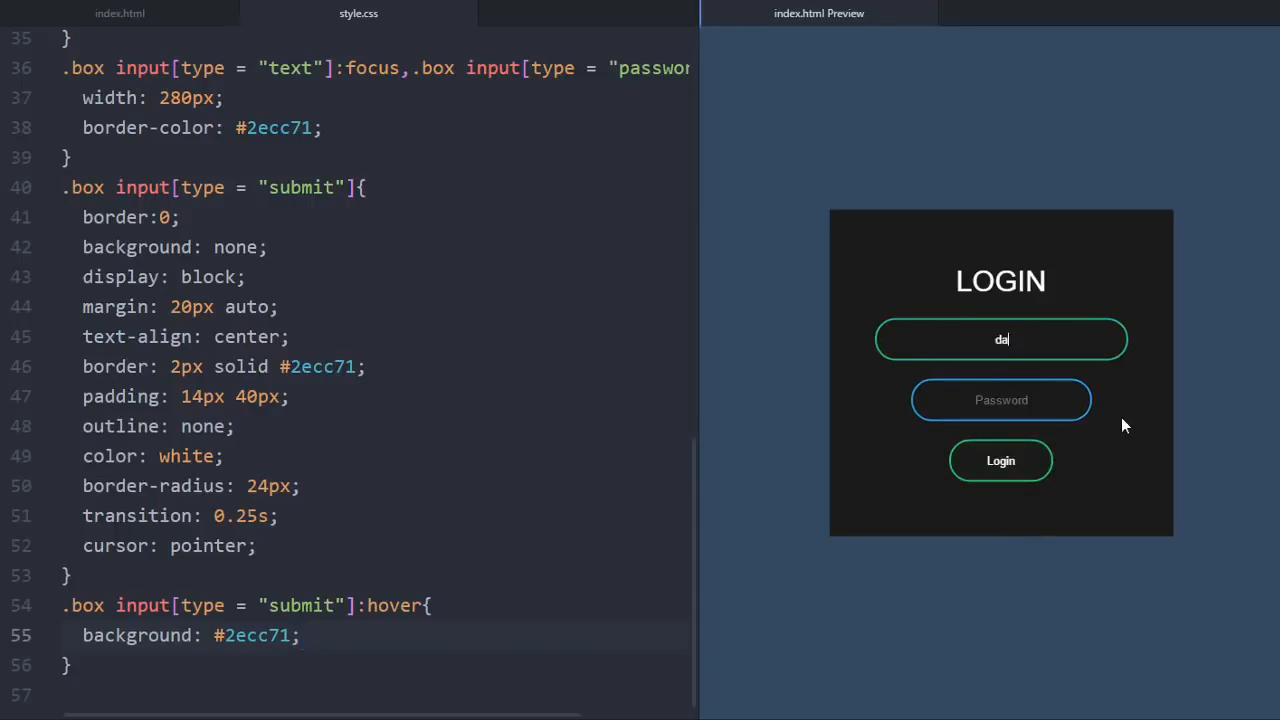 index.html
style.css
index.html Preview
35 }
36 .box input[type = "text"]:focus,.box input[type = "passwor
37 width: 280px;
38 border-color: #2ecc71;
39 }
40 .box input[type = "submit"]{
41 border:0;
42 background: none;
43 display: block;
44 margin: 20px auto;
45 text-align: center;
46 border: 2px solid #2ecc71;
47 padding: 14px 40px;
48 outline: none;
49 color: white;
50 border-radius: 24px;
51 transition: 0.25s;
52 cursor: pointer;
53 }
54 .box input[type = "submit"]:hover{
55 background: #2ecc71;
56 }
57
LOGIN
da
Password
Login